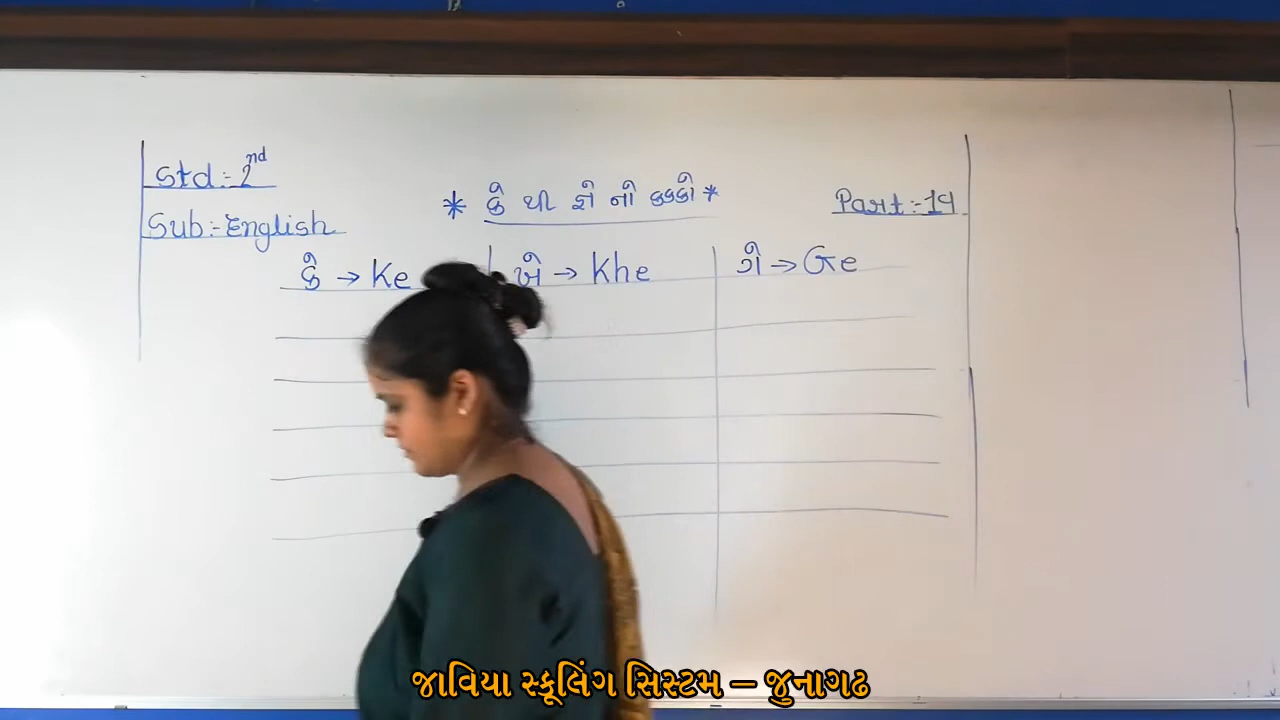 Std:- 2nd
Sub:- English
* કે થી જ્ઞે નો કક્કો *
Part:- 14
કે → Ke
ખે → Khe
ગે → Ge
જાવિયા સ્કૂલિંગ સિસ્ટમ – જુનાગઢ